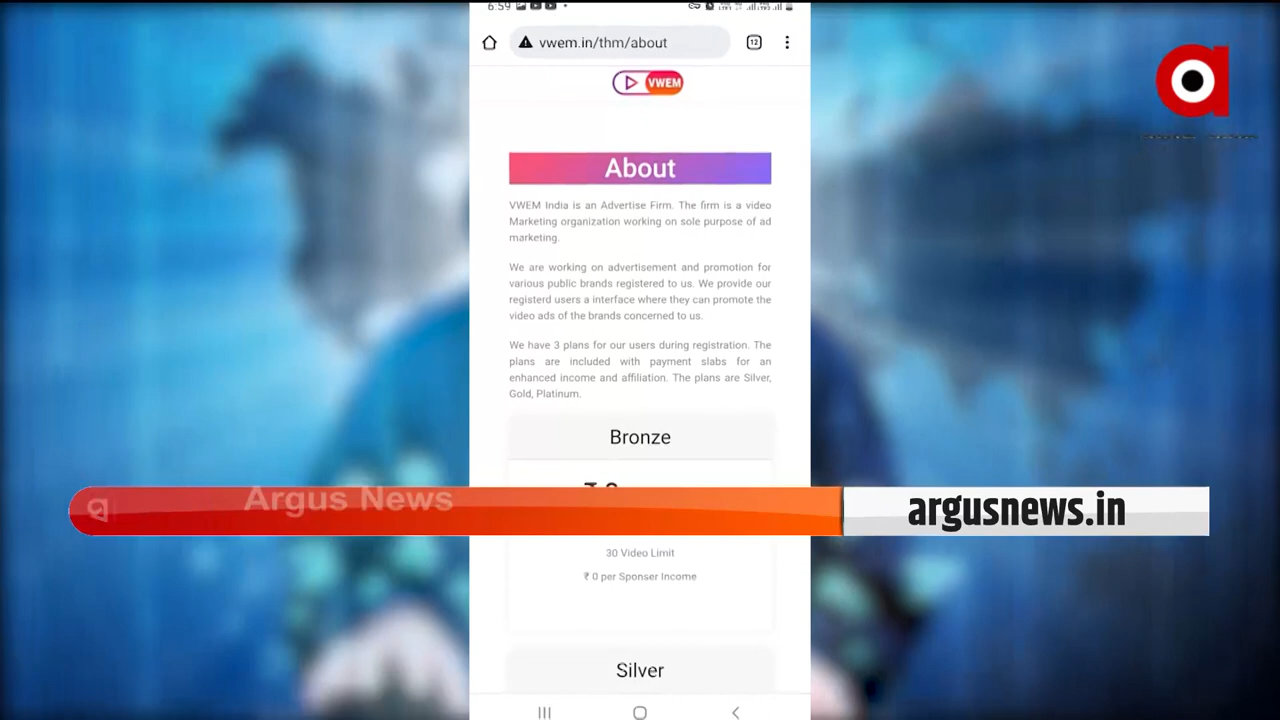 6:59
vwem.in/thm/about
12
VWEM
About
VWEM India is an Advertise Firm. The firm is a video
Marketing organization working on sole purpose of ad
marketing.
We are working on advertisement and promotion for
various public brands registered to us. We provide our
registerd users a interface where they can promote the
video ads of the brands concerned to us.
We have 3 plans for our users during registration. The
plans are included with payment slabs for an
enhanced income and affiliation. The plans are Silver,
Gold, Platinum.
Bronze
Argus News
argusnews.in
30 Video Limit
₹ 0 per Sponser Income
Silver